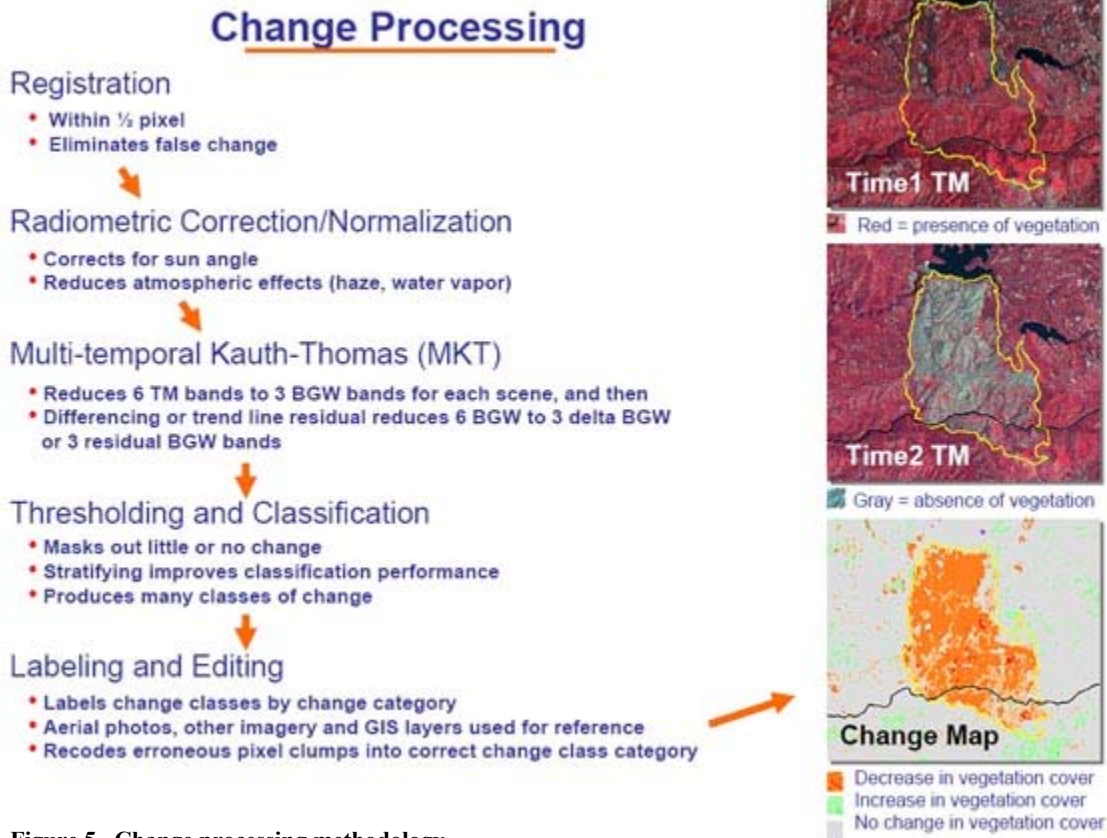 Change Processing
Registration
• Within ½ pixel
• Eliminates false change
Radiometric Correction/Normalization
• Corrects for sun angle
• Reduces atmospheric effects (haze, water vapor)
Multi-temporal Kauth-Thomas (MKT)
• Reduces 6 TM bands to 3 BGW bands for each scene, and then
• Differencing or trend line residual reduces 6 BGW to 3 delta BGW
or 3 residual BGW bands
Thresholding and Classification
• Masks out little or no change
• Stratifying improves classification performance
• Produces many classes of change
Labeling and Editing
• Labels change classes by change category
• Aerial photos, other imagery and GIS layers used for reference
• Recodes erroneous pixel clumps into correct change class category
Time1 TM
Red = presence of vegetation
Time2 TM
Gray = absence of vegetation
Change Map
Decrease in vegetation cover
Increase in vegetation cover
No change in vegetation cover
Figure 5. Change processing methodology